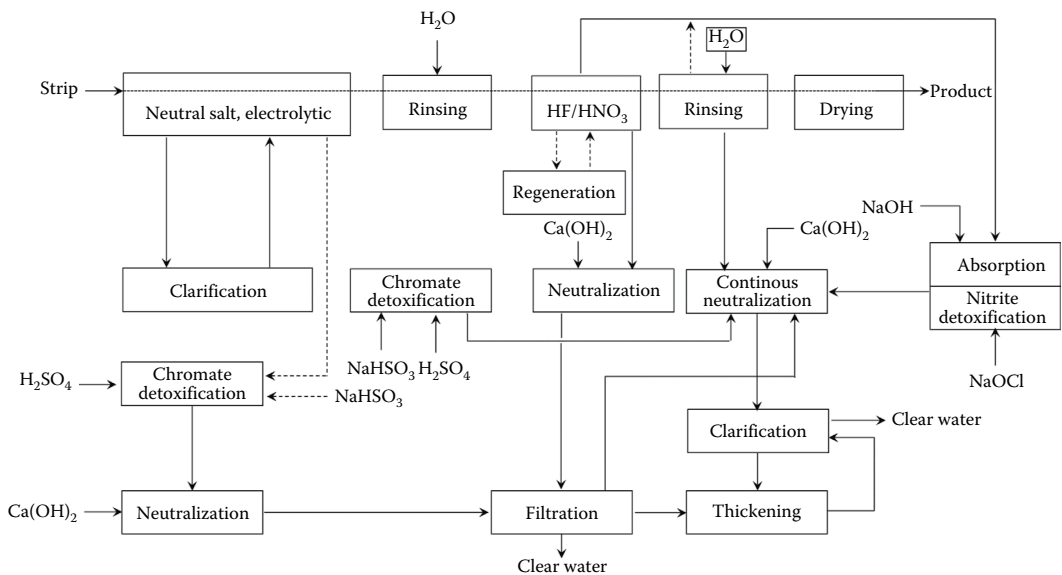 H₂O
H₂O
Strip
Product
Neutral salt, electrolytic
Rinsing
HF/HNO₃
Rinsing
Drying
Regeneration
NaOH
Ca(OH)₂
Ca(OH)₂
Clarification
Chromate
detoxification
Neutralization
Continous
neutralization
Absorption
Nitrite
detoxification
NaHSO₃
H₂SO₄
NaOCl
H₂SO₄
Chromate
detoxification
NaHSO₃
Clear water
Clarification
Ca(OH)₂
Neutralization
Filtration
Thickening
Clear water